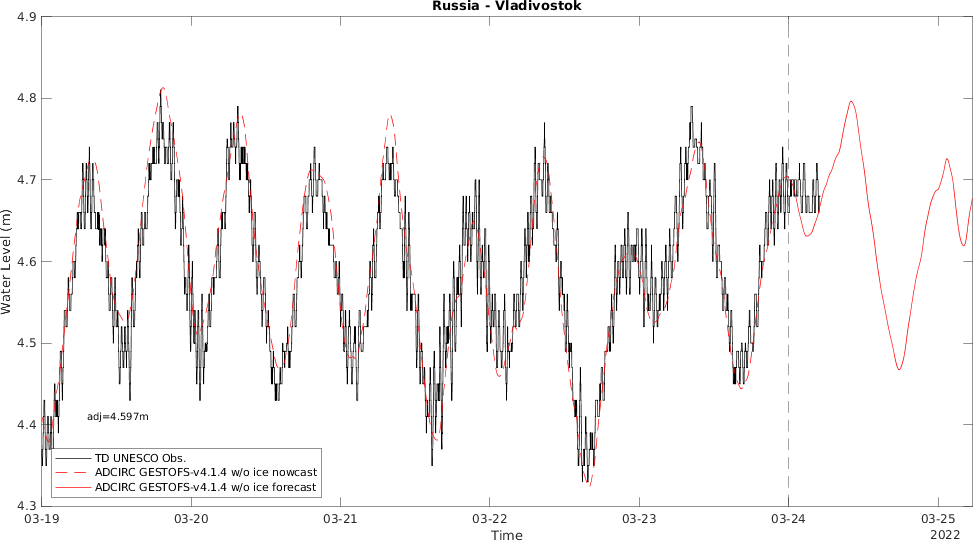 Russia - Vladivostok
4.9
4.8
4.7
4.6
4.5
4.4
4.3
Water Level (m)
adj=4.597m
TD UNESCO Obs.
ADCIRC GESTOFS-v4.1.4 w/o ice nowcast
ADCIRC GESTOFS-v4.1.4 w/o ice forecast
03-19 03-20 03-21 03-22 03-23 03-24 03-25
Time
2022